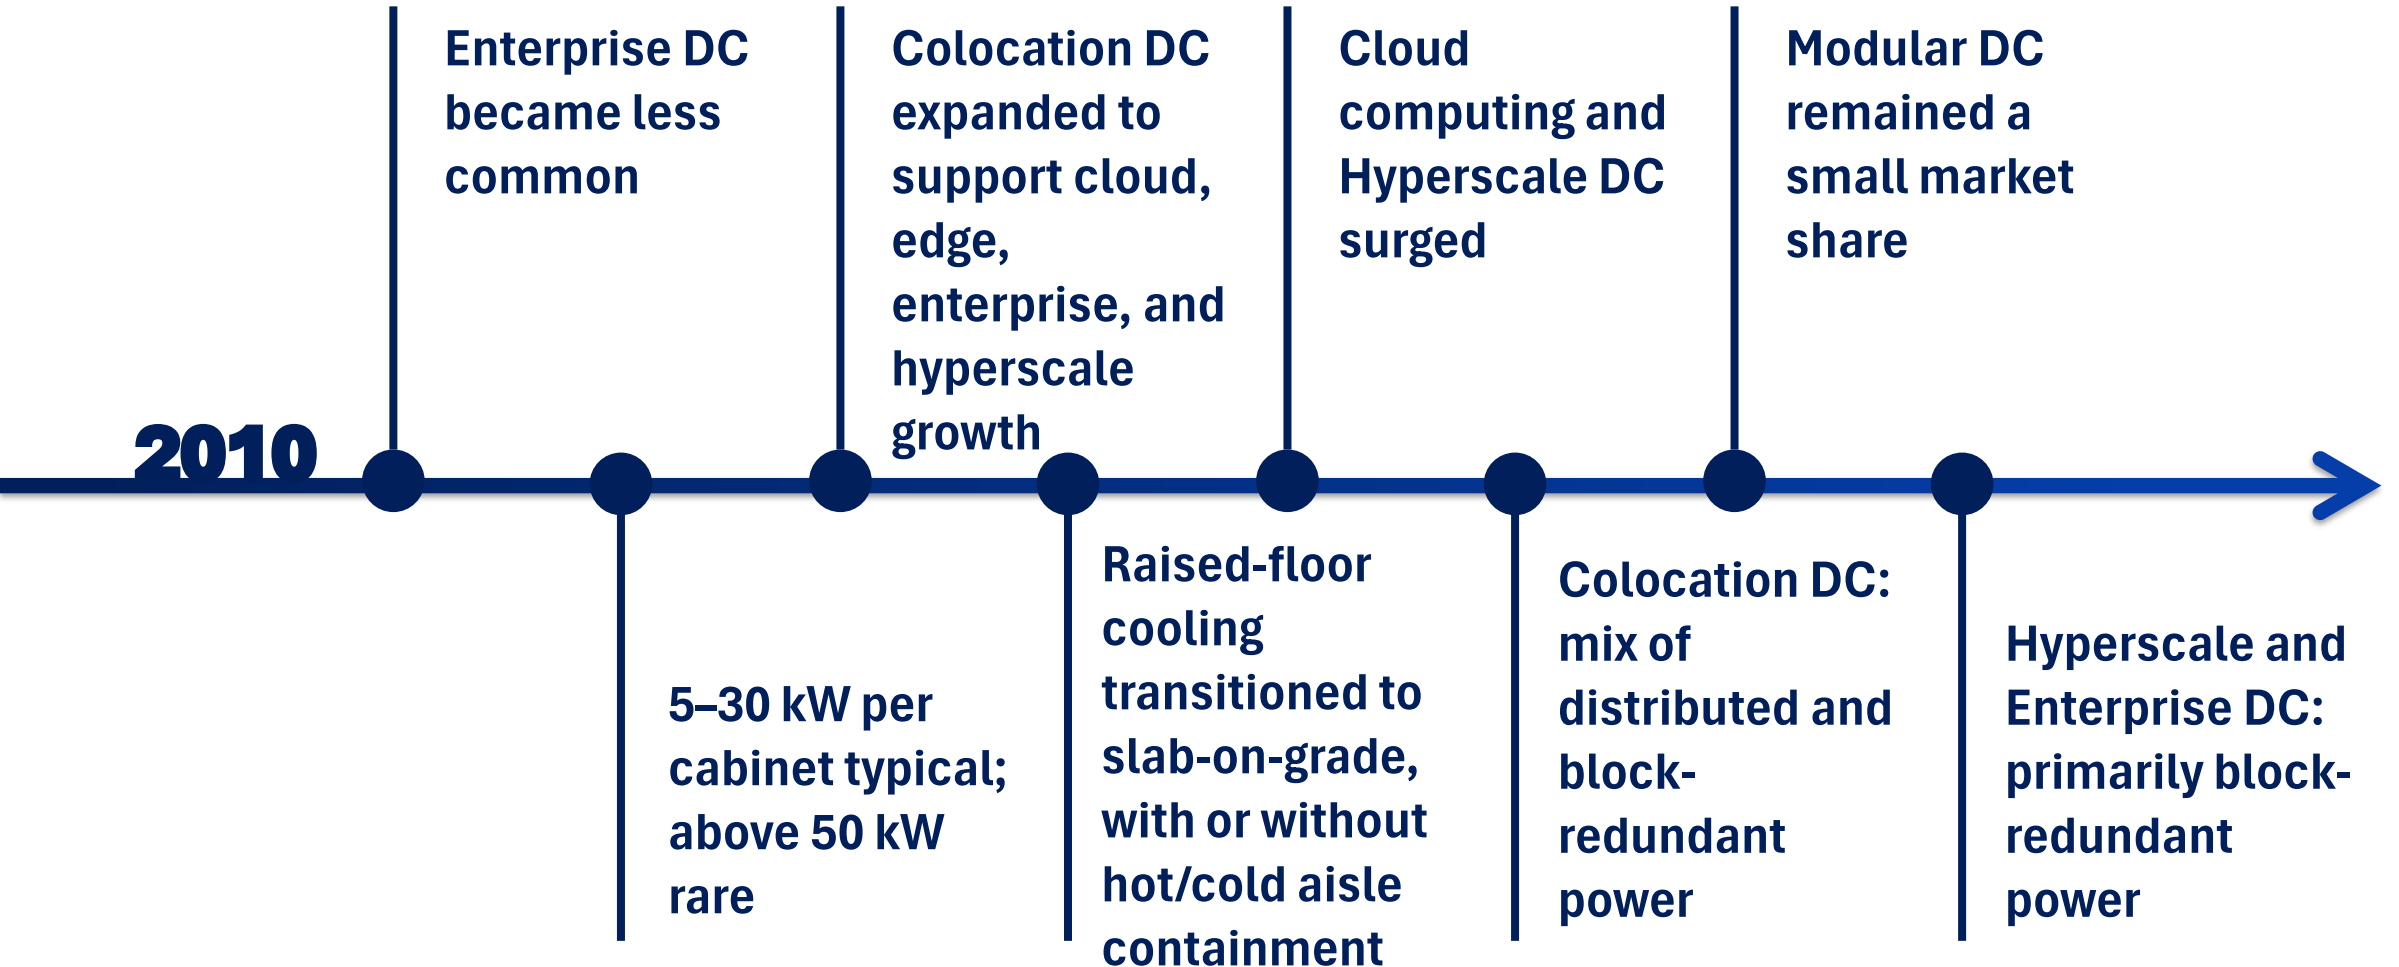 Enterprise DC
became less
common
Colocation DC
expanded to
support cloud,
edge,
enterprise, and
hyperscale
growth
Cloud
computing and
Hyperscale DC
surged
Modular DC
remained a
small market
share
2010
5–30 kW per
cabinet typical;
above 50 kW
rare
Raised-floor
cooling
transitioned to
slab-on-grade,
with or without
hot/cold aisle
containment
Colocation DC:
mix of
distributed and
block-
redundant
power
Hyperscale and
Enterprise DC:
primarily block-
redundant
power